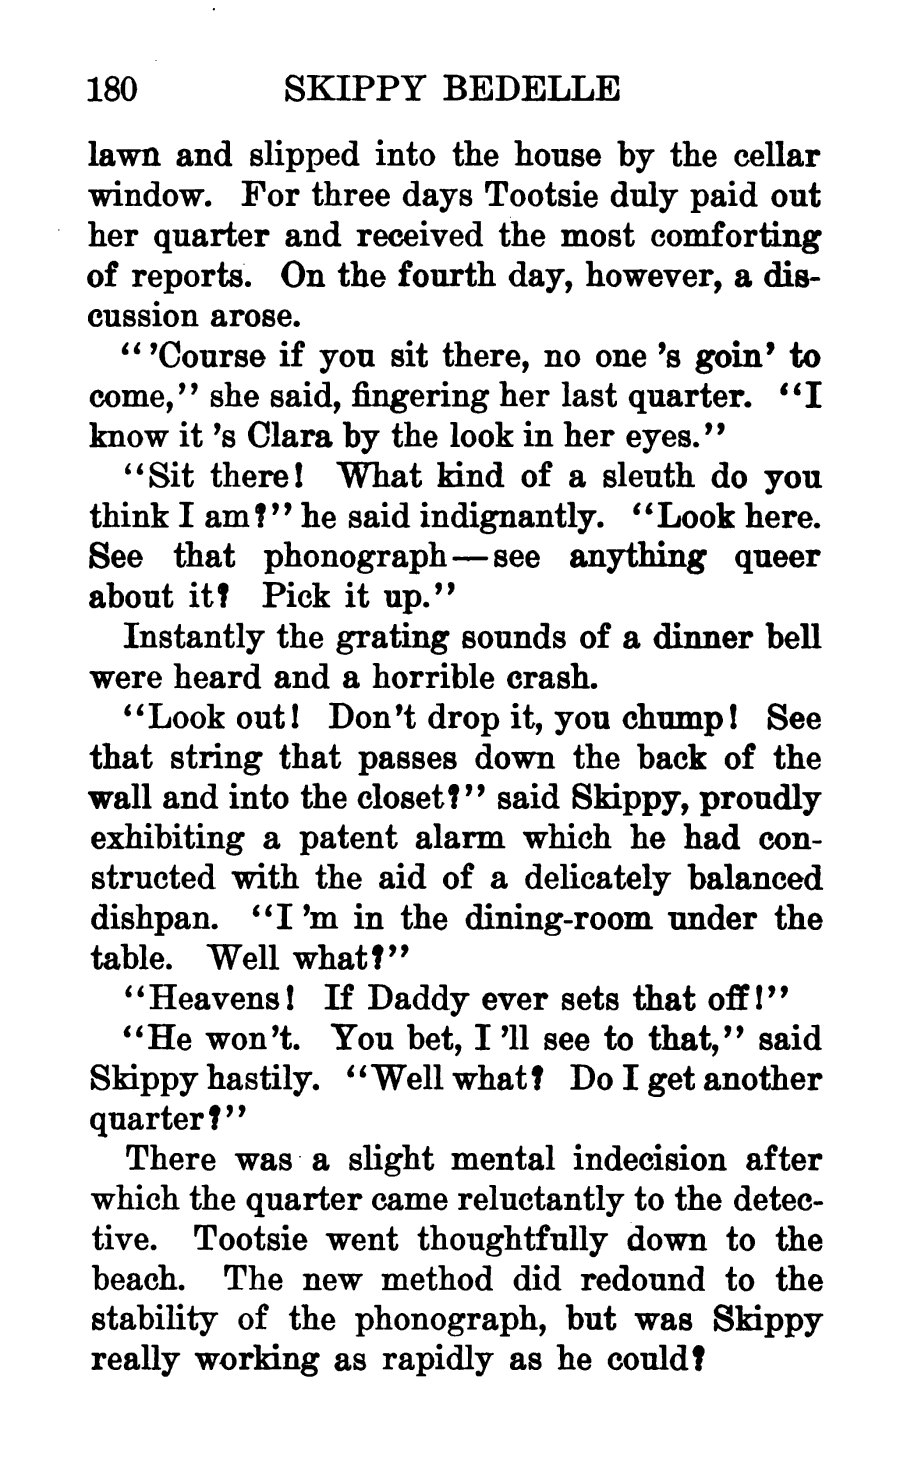 180 SKIPPY BEDELLE
lawn and slipped into the house by the cellar
window. For three days Tootsie duly paid out
her quarter and received the most comforting
of reports. On the fourth day, however, a dis-
cussion arose.
“ ’Course if you sit there, no one ’s goin’ to
come,” she said, fingering her last quarter. “I
know it ’s Clara by the look in her eyes.”
“Sit there! What kind of a sleuth do you
think I am?” he said indignantly. “Look here.
See that phonograph—see anything queer
about it? Pick it up.”
Instantly the grating sounds of a dinner bell
were heard and a horrible crash.
“Look out! Don’t drop it, you chump! See
that string that passes down the back of the
wall and into the closet?” said Skippy, proudly
exhibiting a patent alarm which he had con-
structed with the aid of a delicately balanced
dishpan. “I ’m in the dining-room under the
table. Well what?”
“Heavens! If Daddy ever sets that off!”
“He won’t. You bet, I ’ll see to that,” said
Skippy hastily. “Well what? Do I get another
quarter?”
There was a slight mental indecision after
which the quarter came reluctantly to the detec-
tive. Tootsie went thoughtfully down to the
beach. The new method did redound to the
stability of the phonograph, but was Skippy
really working as rapidly as he could?